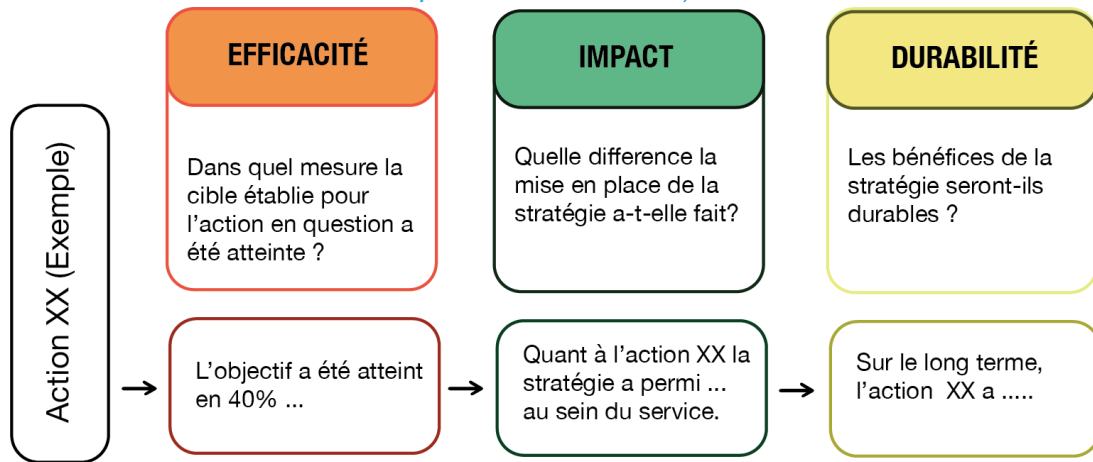 EFFICACITÉ
IMPACT
DURABILITÉ
Action XX (Exemple)
Dans quel mesure la
cible établie pour
l'action en question a
été atteinte ?
Quelle difference la
mise en place de la
stratégie a-t-elle fait?
Les bénéfices de la
stratégie seront-ils
durables ?
L'objectif a été atteint
en 40% ...
Quant à l'action XX la
stratégie a permi ...
au sein du service.
Sur le long terme,
l'action XX a .....